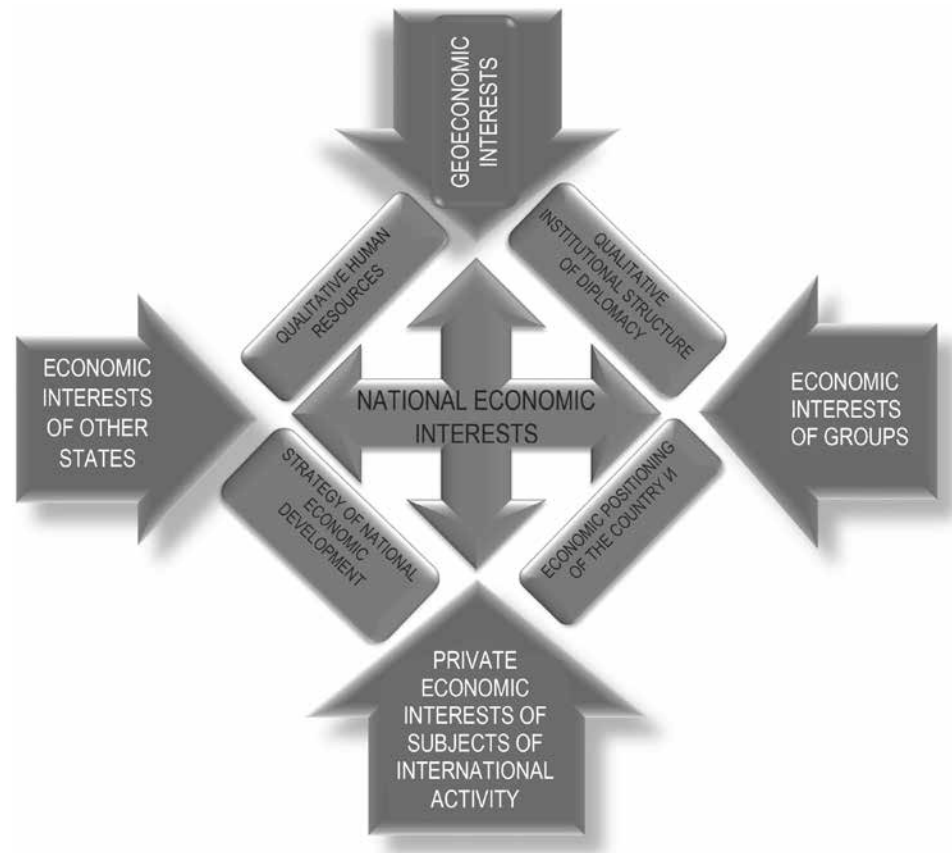 GEOECONOMIC
INTERESTS
QUALITATIVE HUMAN
RESOURCES
QUALITATIVE
INSTITUTIONAL STRUCTURE
OF DIPLOMACY
ECONOMIC
INTERESTS
OF OTHER
STATES
NATIONAL ECONOMIC
INTERESTS
ECONOMIC
INTERESTS
OF GROUPS
STRATEGY OF NATIONAL
ECONOMIC
DEVELOPMENT
ECONOMIC POSITIONING
OF THE COUNTRY И
PRIVATE
ECONOMIC
INTERESTS OF
SUBJECTS OF
INTERNATIONAL
ACTIVITY